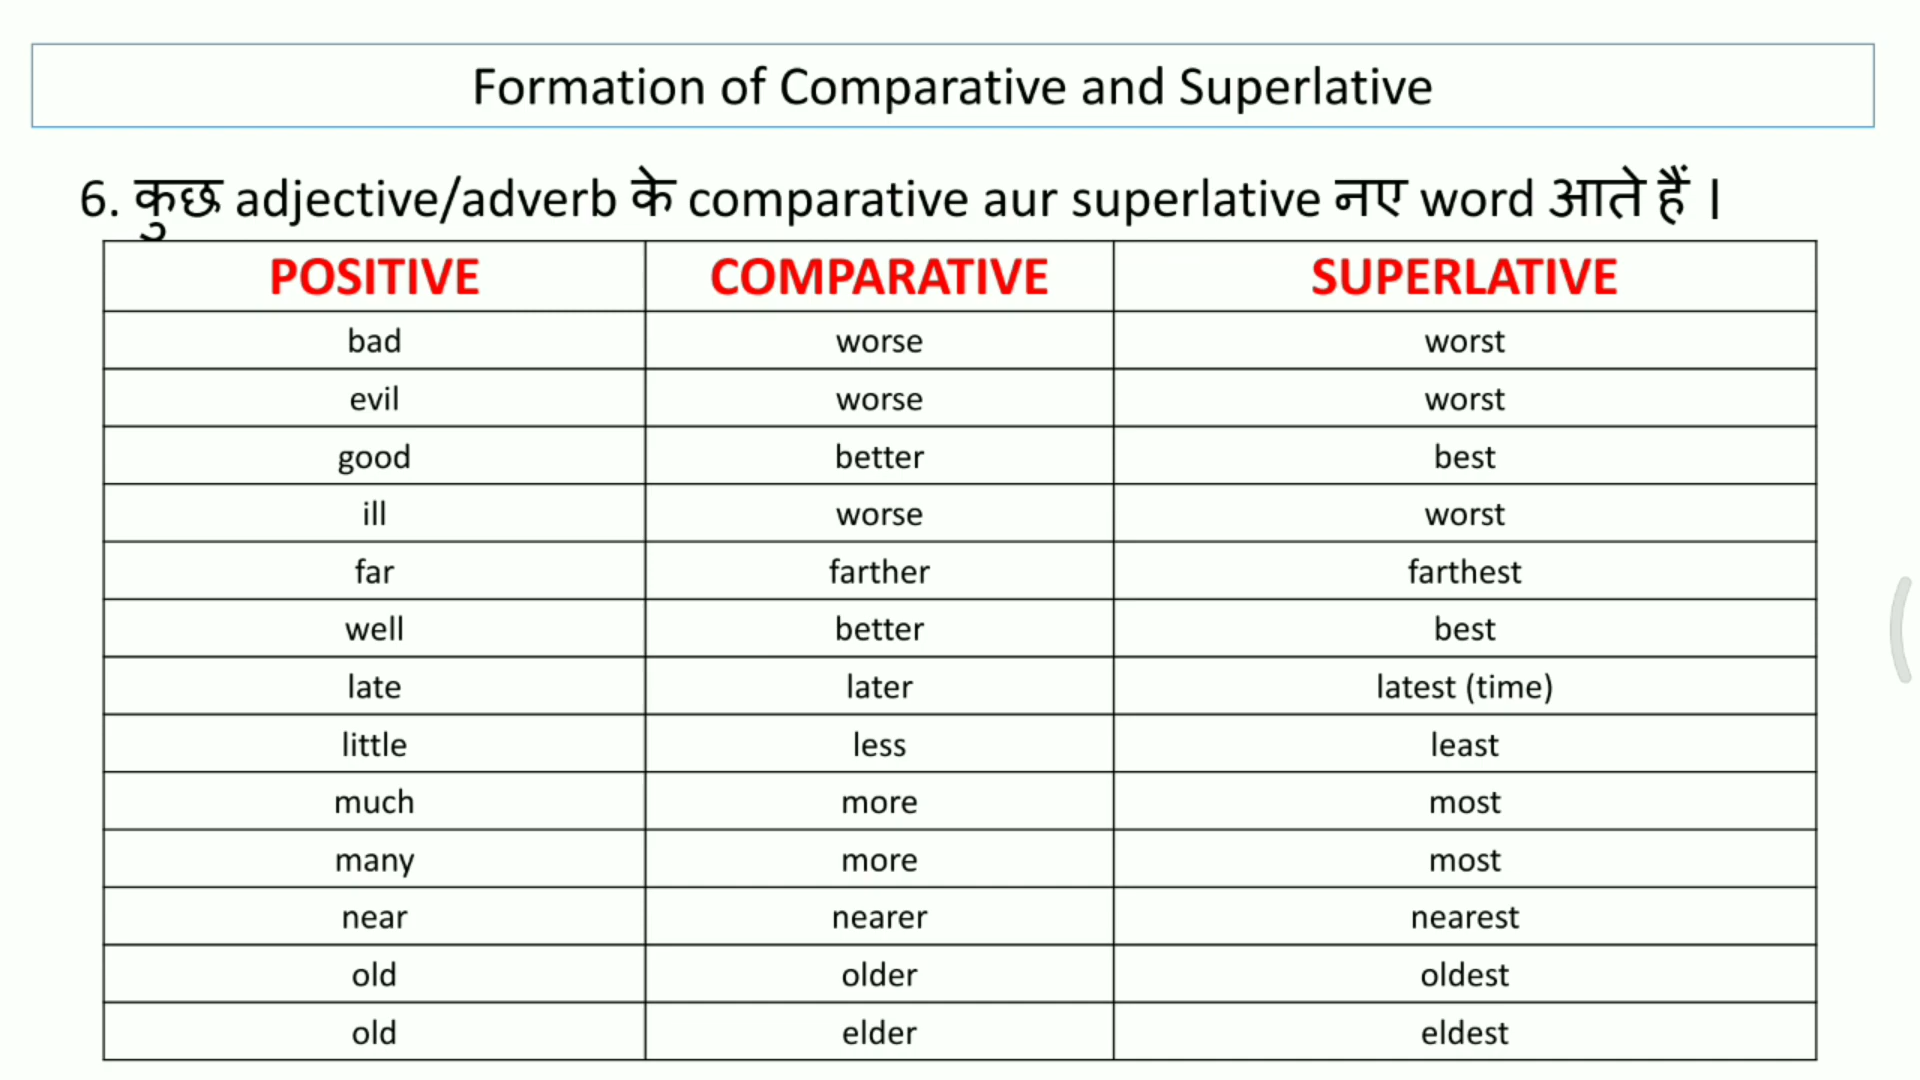 Formation of Comparative and Superlative
6. कुछ adjective/adverb के comparative aur superlative नए word आते हैं ।
POSITIVE COMPARATIVE SUPERLATIVE
bad worse worst
evil worse worst
good better best
ill worse worst
far farther farthest
well better best
late later latest (time)
little less least
much more most
many more most
near nearer nearest
old older oldest
old elder eldest